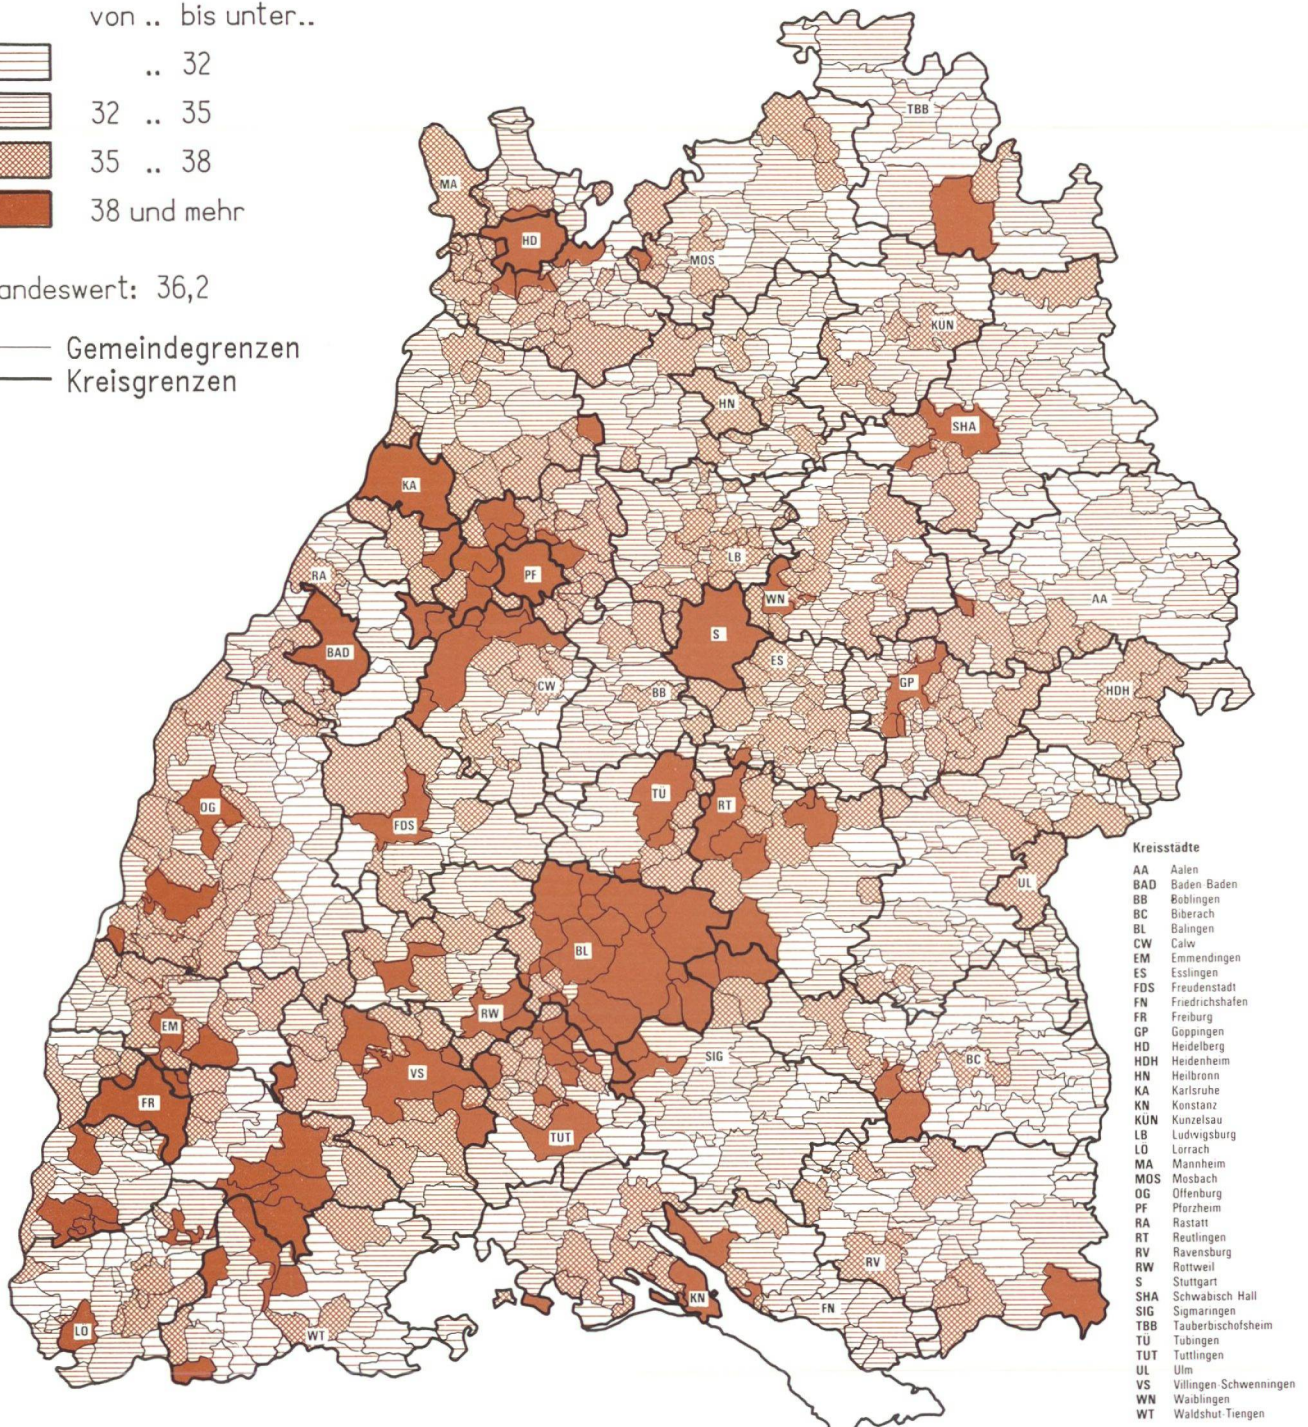 von .. bis unter..
.. 32
32 .. 35
35 .. 38
38 und mehr
andeswert: 36,2
Gemeindegrenzen
Kreisgrenzen
TBB
MA
HD
MOS
KÜN
HN
SHA
KA
LB
PF
RA
WN
AA
S
BAD
ES
GP
CW
BB
HDH
TÜ
RT
OG
FDS
UL
BL
RW
EM
SIG
BC
VS
FR
TUT
RV
KN
FN
LÖ
WT
Kreisstädte
AA Aalen
BAD Baden-Baden
BB Böblingen
BC Biberach
BL Balingen
CW Calw
EM Emmendingen
ES Esslingen
FDS Freudenstadt
FN Friedrichshafen
FR Freiburg
GP Göppingen
HD Heidelberg
HDH Heidenheim
HN Heilbronn
KA Karlsruhe
KN Konstanz
KÜN Künzelsau
LB Ludwigsburg
LÖ Lörrach
MA Mannheim
MOS Mosbach
OG Offenburg
PF Pforzheim
RA Rastatt
RT Reutlingen
RV Ravensburg
RW Rottweil
S Stuttgart
SHA Schwäbisch Hall
SIG Sigmaringen
TBB Tauberbischofsheim
TÜ Tübingen
TUT Tuttlingen
UL Ulm
VS Villingen-Schwenningen
WN Waiblingen
WT Waldshut-Tiengen